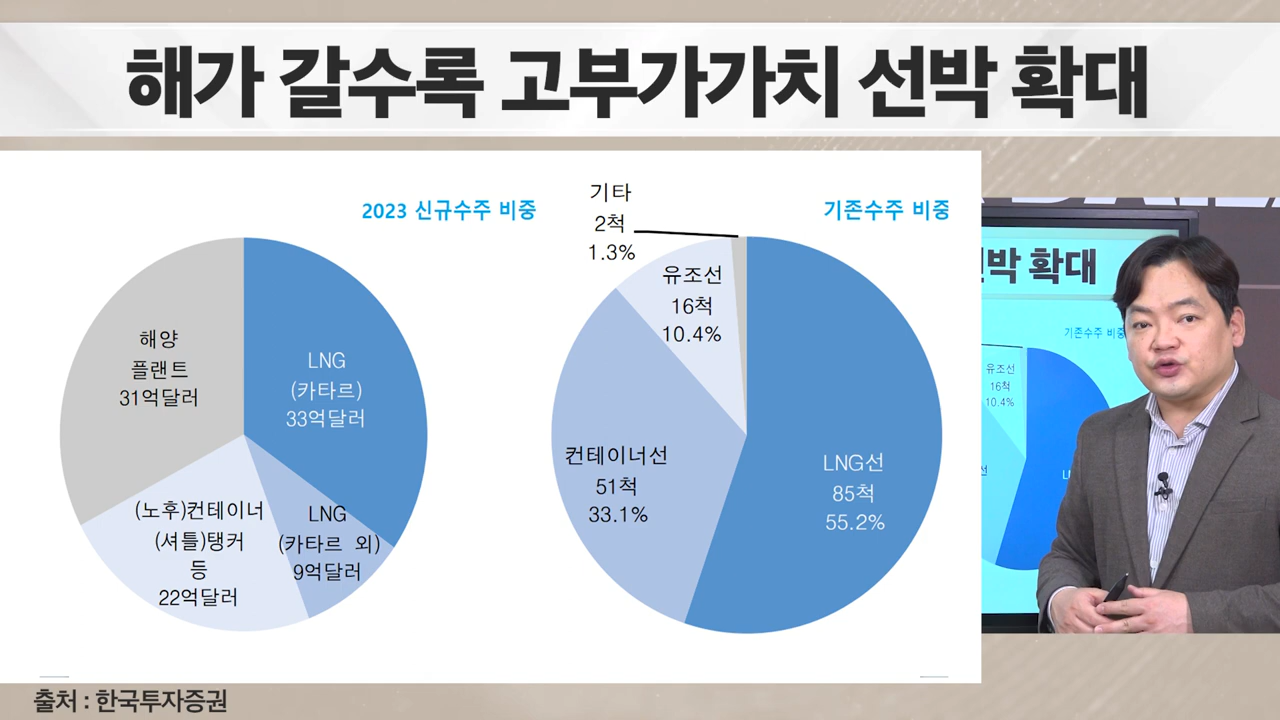 해가 갈수록 고부가가치 선박 확대
2023 신규수주 비중
해양
플랜트
31억달러
LNG
(카타르)
33억달러
(노후)컨테이너
(셔틀)탱커
등
22억달러
LNG
(카타르 외)
9억달러
기존수주 비중
기타
2척
1.3%
유조선
16척
10.4%
컨테이너선
51척
33.1%
LNG선
85척
55.2%
박 확대
기존수주 비중
유조선
16척
10.4%
선
출처 : 한국투자증권